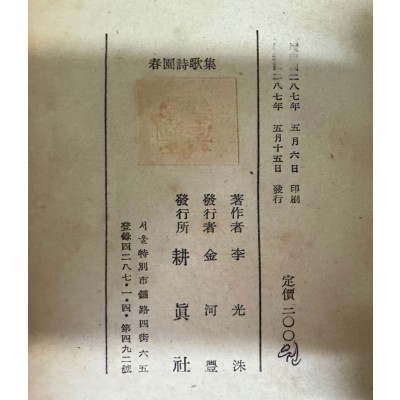 春園詩歌集
四二八七年 五月六日 印刷
二八七年 五月十五日 發行
定價三〇〇원
著作者 李光洙
發行者 金河豐
發行所 耕眞社
서울特別市鍾路四街六五
登錄四二八七・一・四・第四九二號